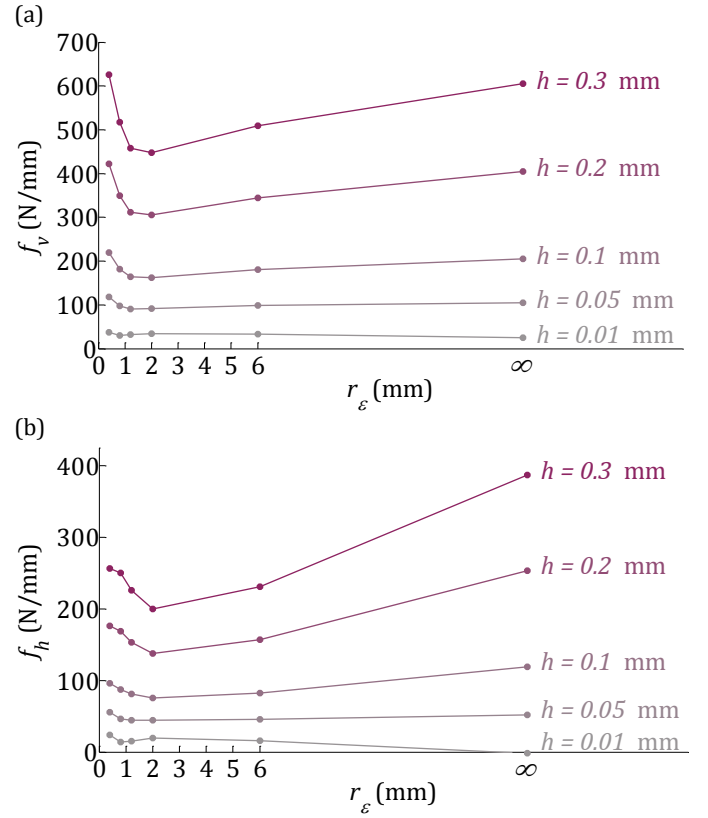 (a)
700
600
500
400
300
200
100
0
f_v (N/mm)
h = 0.3 mm
h = 0.2 mm
h = 0.1 mm
h = 0.05 mm
h = 0.01 mm
0 1 2 3 4 5 6 ∞
r_ε (mm)
(b)
400
300
200
100
0
f_h (N/mm)
h = 0.3 mm
h = 0.2 mm
h = 0.1 mm
h = 0.05 mm
h = 0.01 mm
0 1 2 3 4 5 6 ∞
r_ε (mm)